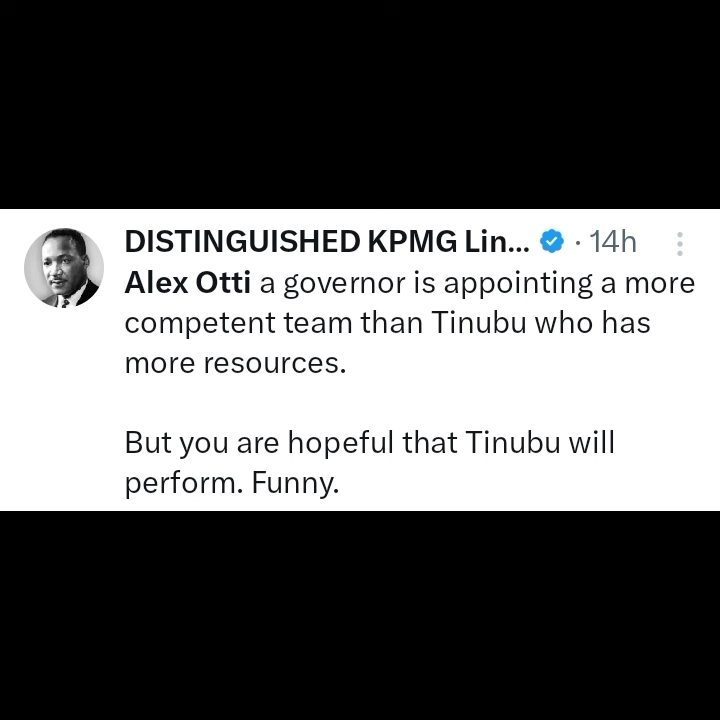 DISTINGUISHED KPMG Lin... · 14h
Alex Otti a governor is appointing a more
competent team than Tinubu who has
more resources.
But you are hopeful that Tinubu will
perform. Funny.